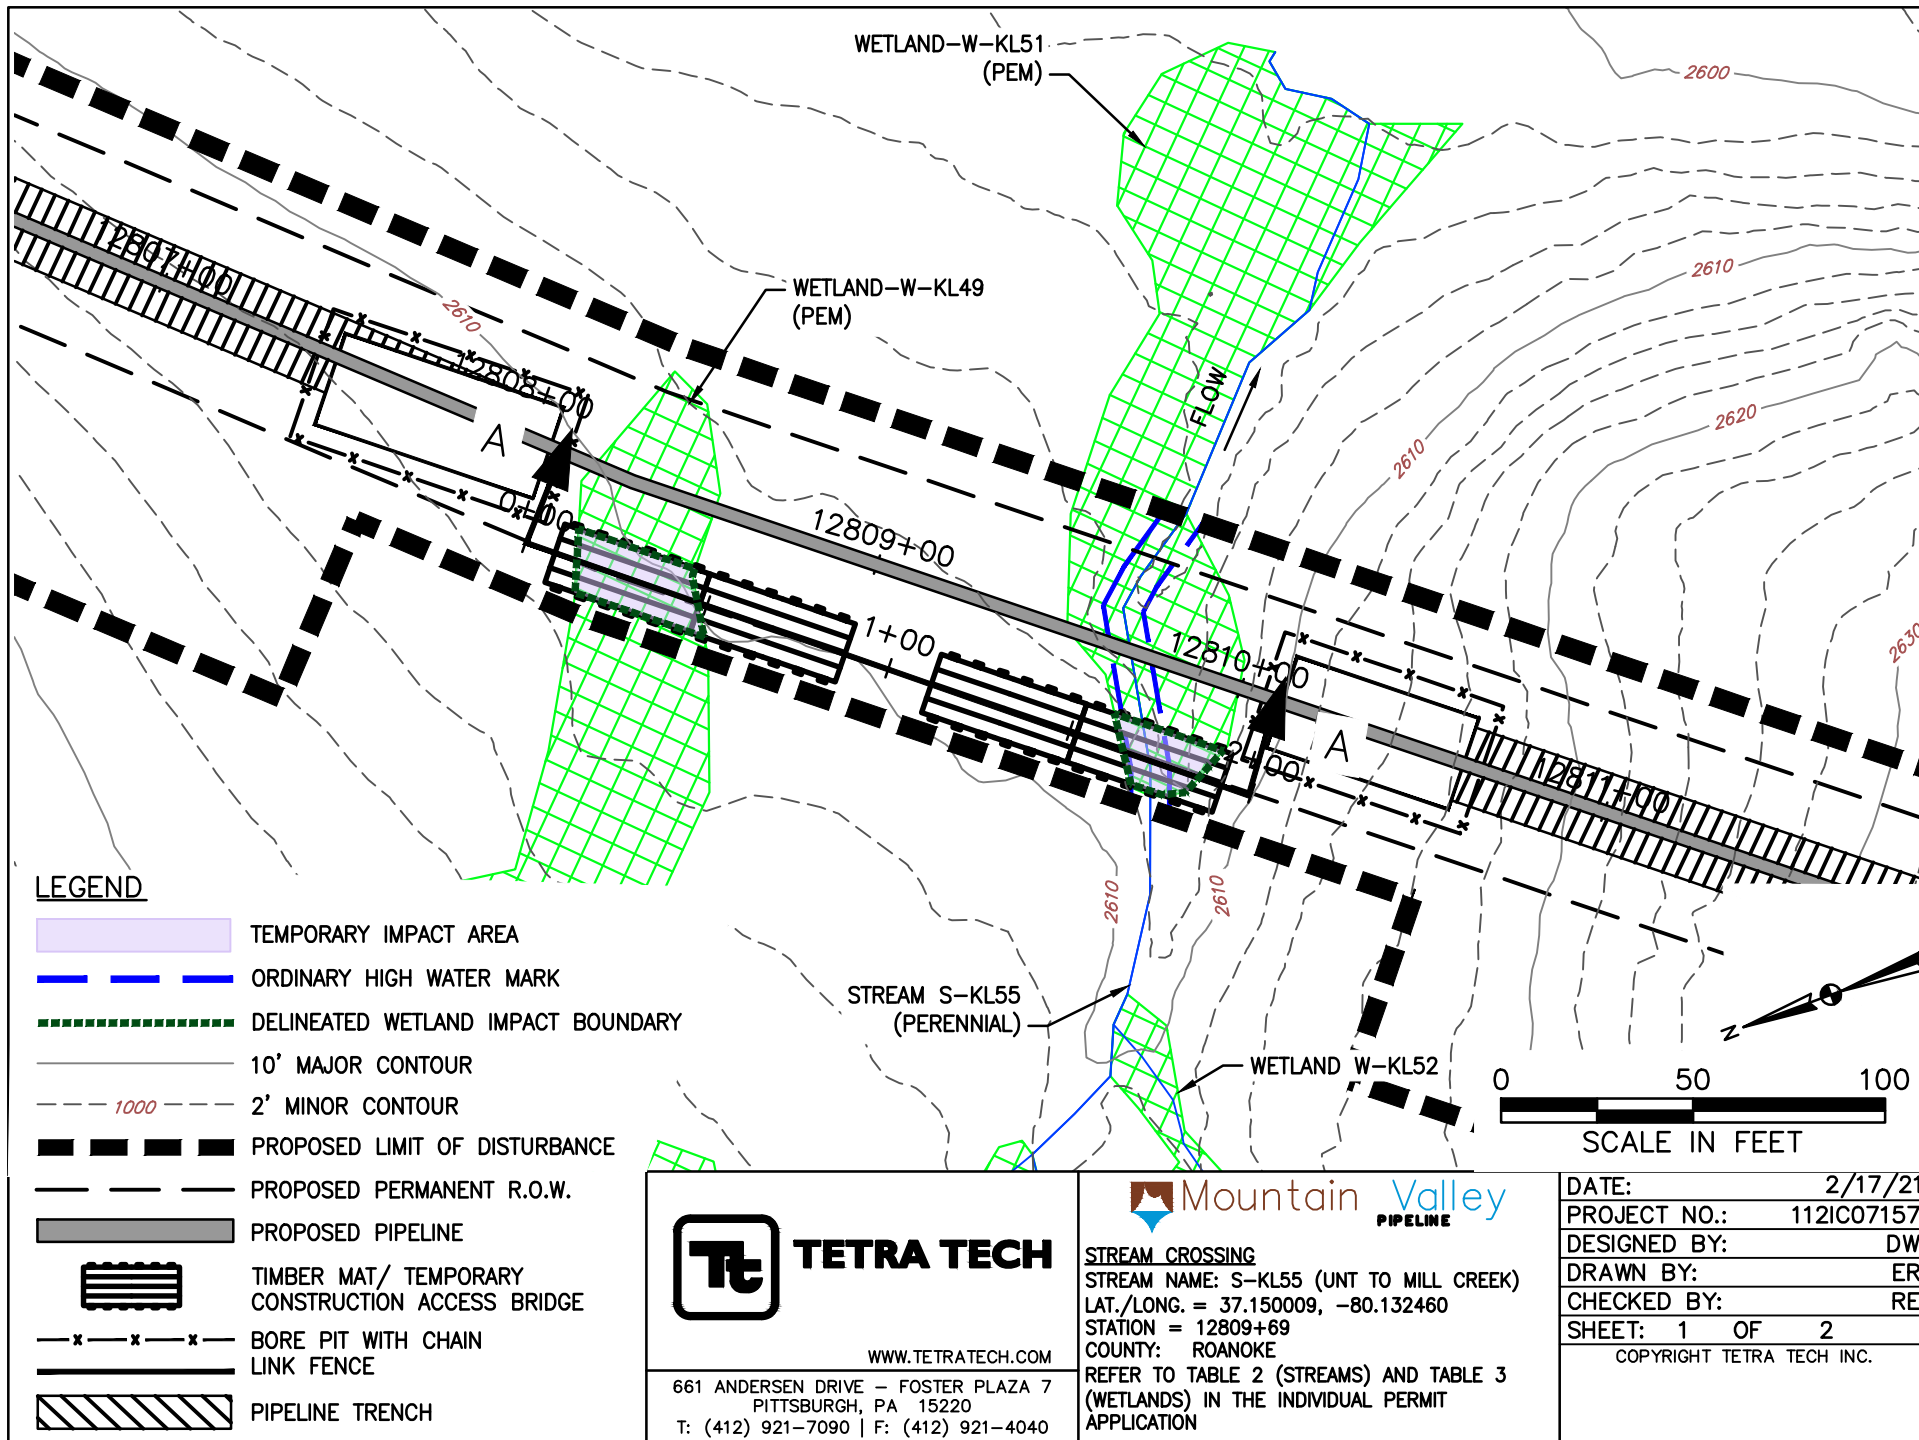 WETLAND-W-KL51
(PEM)
2600
2610
12807+00
WETLAND-W-KL49
(PEM)
2610
12808+00
FLOW
2620
2610
A
0+00
12809+00
1+00
12810+00
2630
A
2+00
12811+00
2610
2610
STREAM S-KL55
(PERENNIAL)
WETLAND W-KL52
N
0 50 100
SCALE IN FEET
LEGEND
TEMPORARY IMPACT AREA
ORDINARY HIGH WATER MARK
DELINEATED WETLAND IMPACT BOUNDARY
10' MAJOR CONTOUR
1000 2' MINOR CONTOUR
PROPOSED LIMIT OF DISTURBANCE
PROPOSED PERMANENT R.O.W.
PROPOSED PIPELINE
TIMBER MAT/ TEMPORARY
CONSTRUCTION ACCESS BRIDGE
BORE PIT WITH CHAIN
LINK FENCE
PIPELINE TRENCH
Tt TETRA TECH
WWW.TETRATECH.COM
661 ANDERSEN DRIVE – FOSTER PLAZA 7
PITTSBURGH, PA 15220
T: (412) 921-7090 | F: (412) 921-4040
Mountain Valley
PIPELINE
STREAM CROSSING
STREAM NAME: S-KL55 (UNT TO MILL CREEK)
LAT./LONG. = 37.150009, -80.132460
STATION = 12809+69
COUNTY: ROANOKE
REFER TO TABLE 2 (STREAMS) AND TABLE 3
(WETLANDS) IN THE INDIVIDUAL PERMIT
APPLICATION
DATE: 2/17/21
PROJECT NO.: 112IC07157
DESIGNED BY: DW
DRAWN BY: ER
CHECKED BY: RE
SHEET: 1 OF 2
COPYRIGHT TETRA TECH INC.